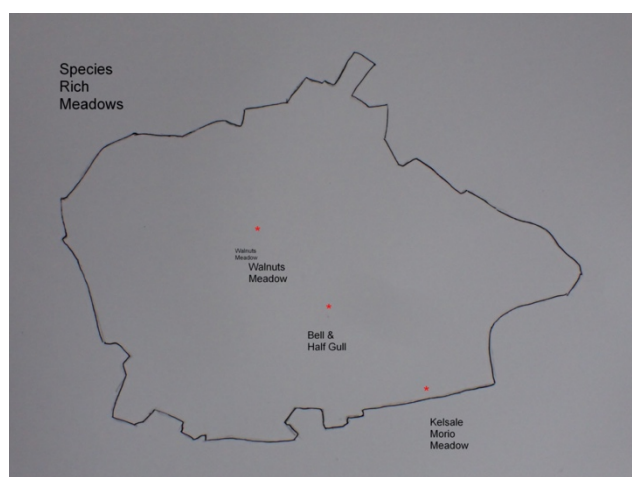 Species
Rich
Meadows
Walnuts
Meadow
Walnuts
Meadow
Bell &
Half Gull
Kelsale
Morio
Meadow